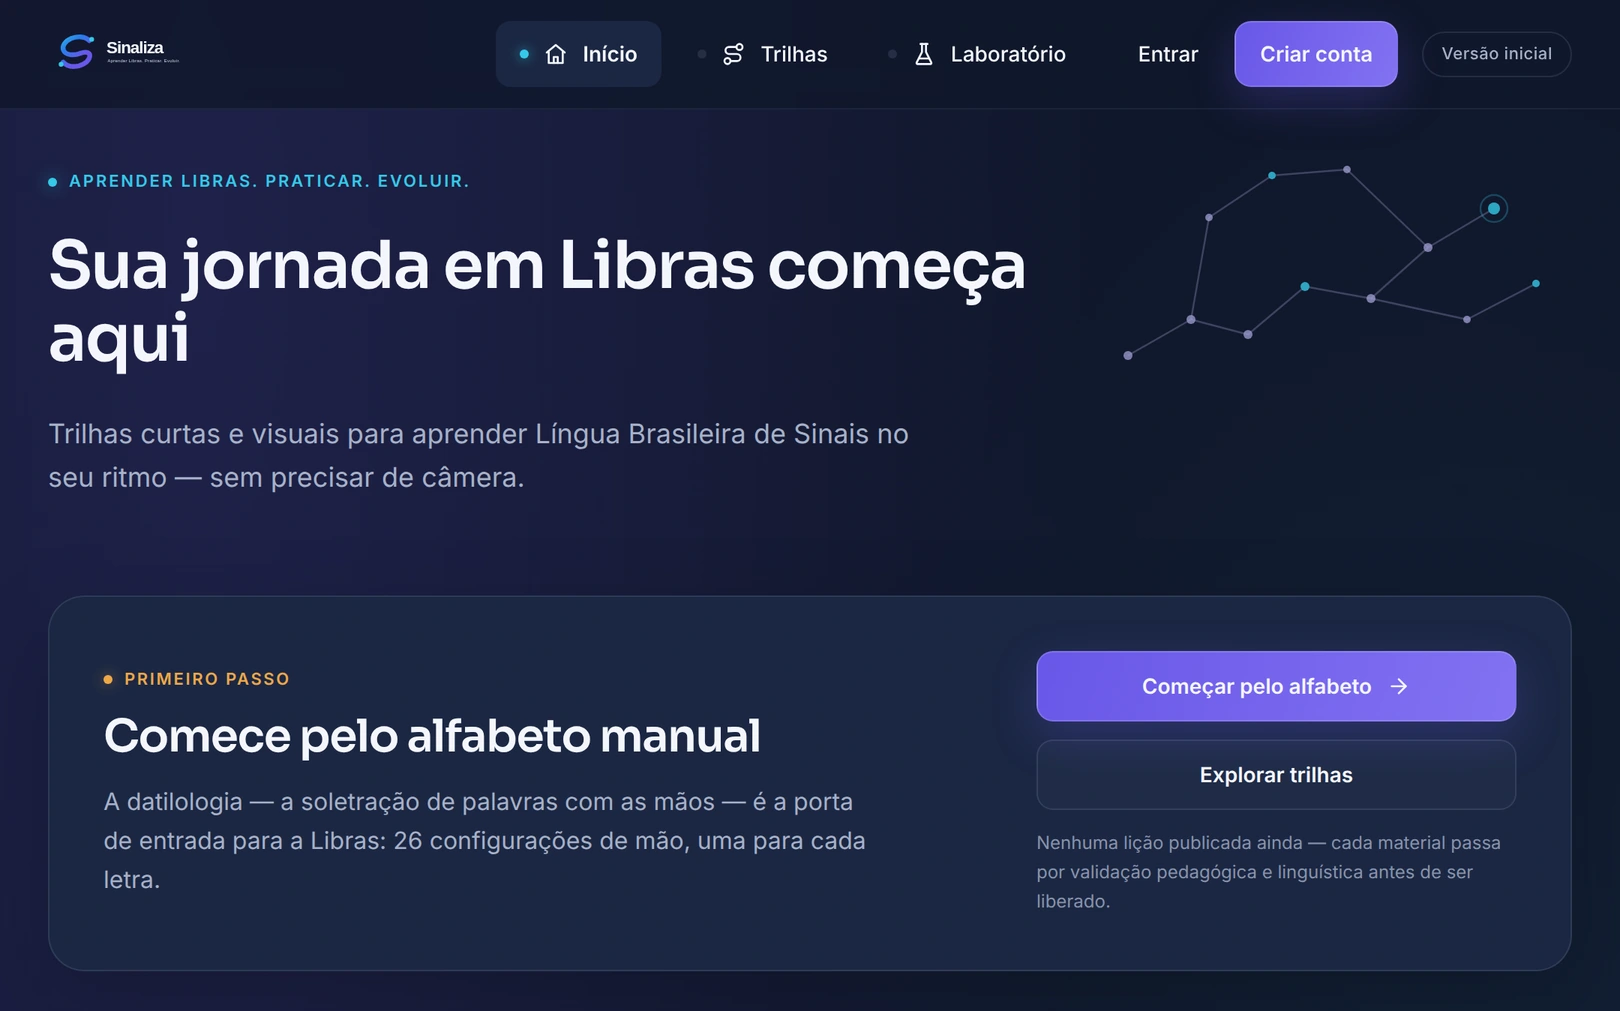 Sinaliza
Aprender Libras. Praticar. Evoluir.
Início
Trilhas
Laboratório
Entrar
Criar conta
Versão inicial
APRENDER LIBRAS. PRATICAR. EVOLUIR.
Sua jornada em Libras começa
aqui
Trilhas curtas e visuais para aprender Língua Brasileira de Sinais no
seu ritmo — sem precisar de câmera.
PRIMEIRO PASSO
Comece pelo alfabeto manual
A datilologia — a soletração de palavras com as mãos — é a porta
de entrada para a Libras: 26 configurações de mão, uma para cada
letra.
Começar pelo alfabeto
Explorar trilhas
Nenhuma lição publicada ainda — cada material passa
por validação pedagógica e linguística antes de ser
liberado.